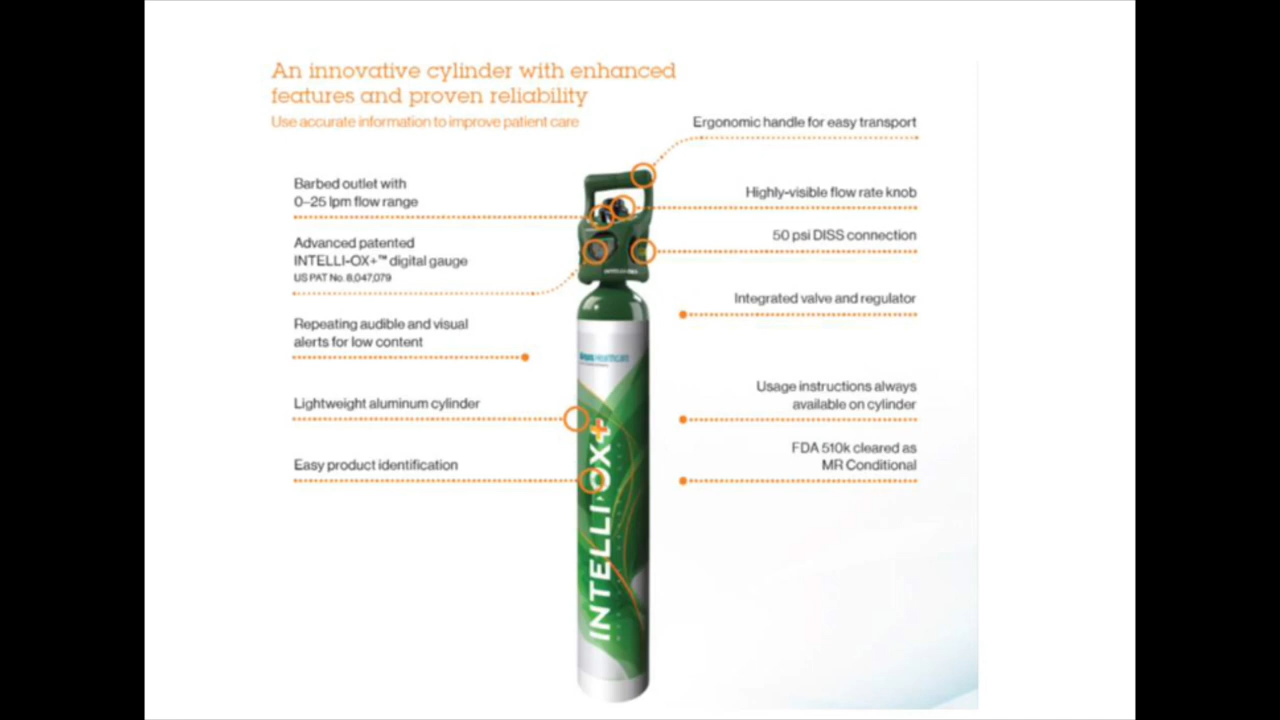 An innovative cylinder with enhanced
features and proven reliability
Use accurate information to improve patient care
Ergonomic handle for easy transport
Barbed outlet with
0–25 lpm flow range
Highly-visible flow rate knob
Advanced patented
INTELLI-OX+™ digital gauge
US PAT No. 8,047,079
50 psi DISS connection
Integrated valve and regulator
Repeating audible and visual
alerts for low content
Lightweight aluminum cylinder
Usage instructions always
available on cylinder
Easy product identification
FDA 510k cleared as
MR Conditional
Healthcare
INTELLI·OX+